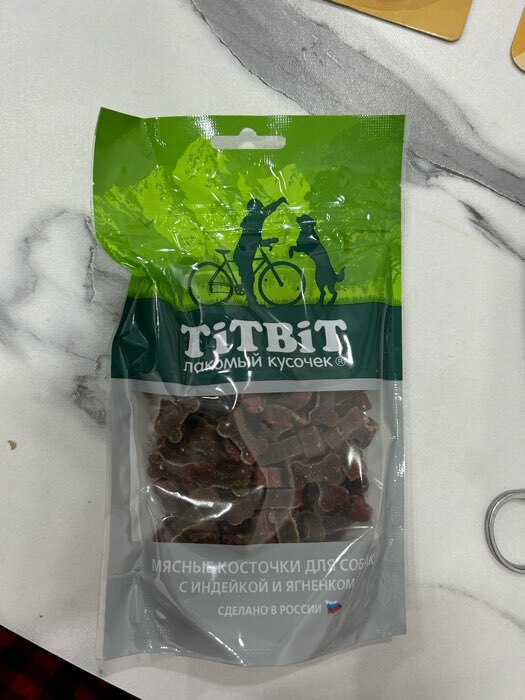 TiTBiT
лакомый кусочек®
МЯСНЫЕ КОСТОЧКИ ДЛЯ СОБАК
С ИНДЕЙКОЙ И ЯГНЕНКОМ
СДЕЛАНО В РОССИИ